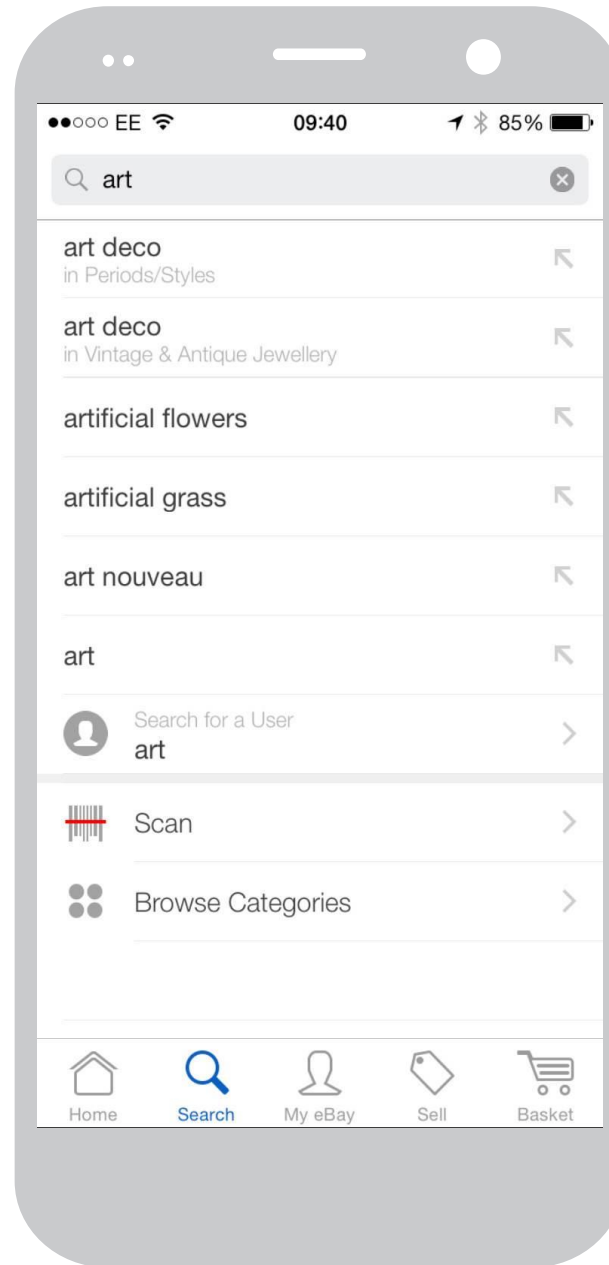 EE 09:40 85%
art
art deco
in Periods/Styles
art deco
in Vintage & Antique Jewellery
artificial flowers
artificial grass
art nouveau
art
Search for a User
art
Scan
Browse Categories
Home Search My eBay Sell Basket